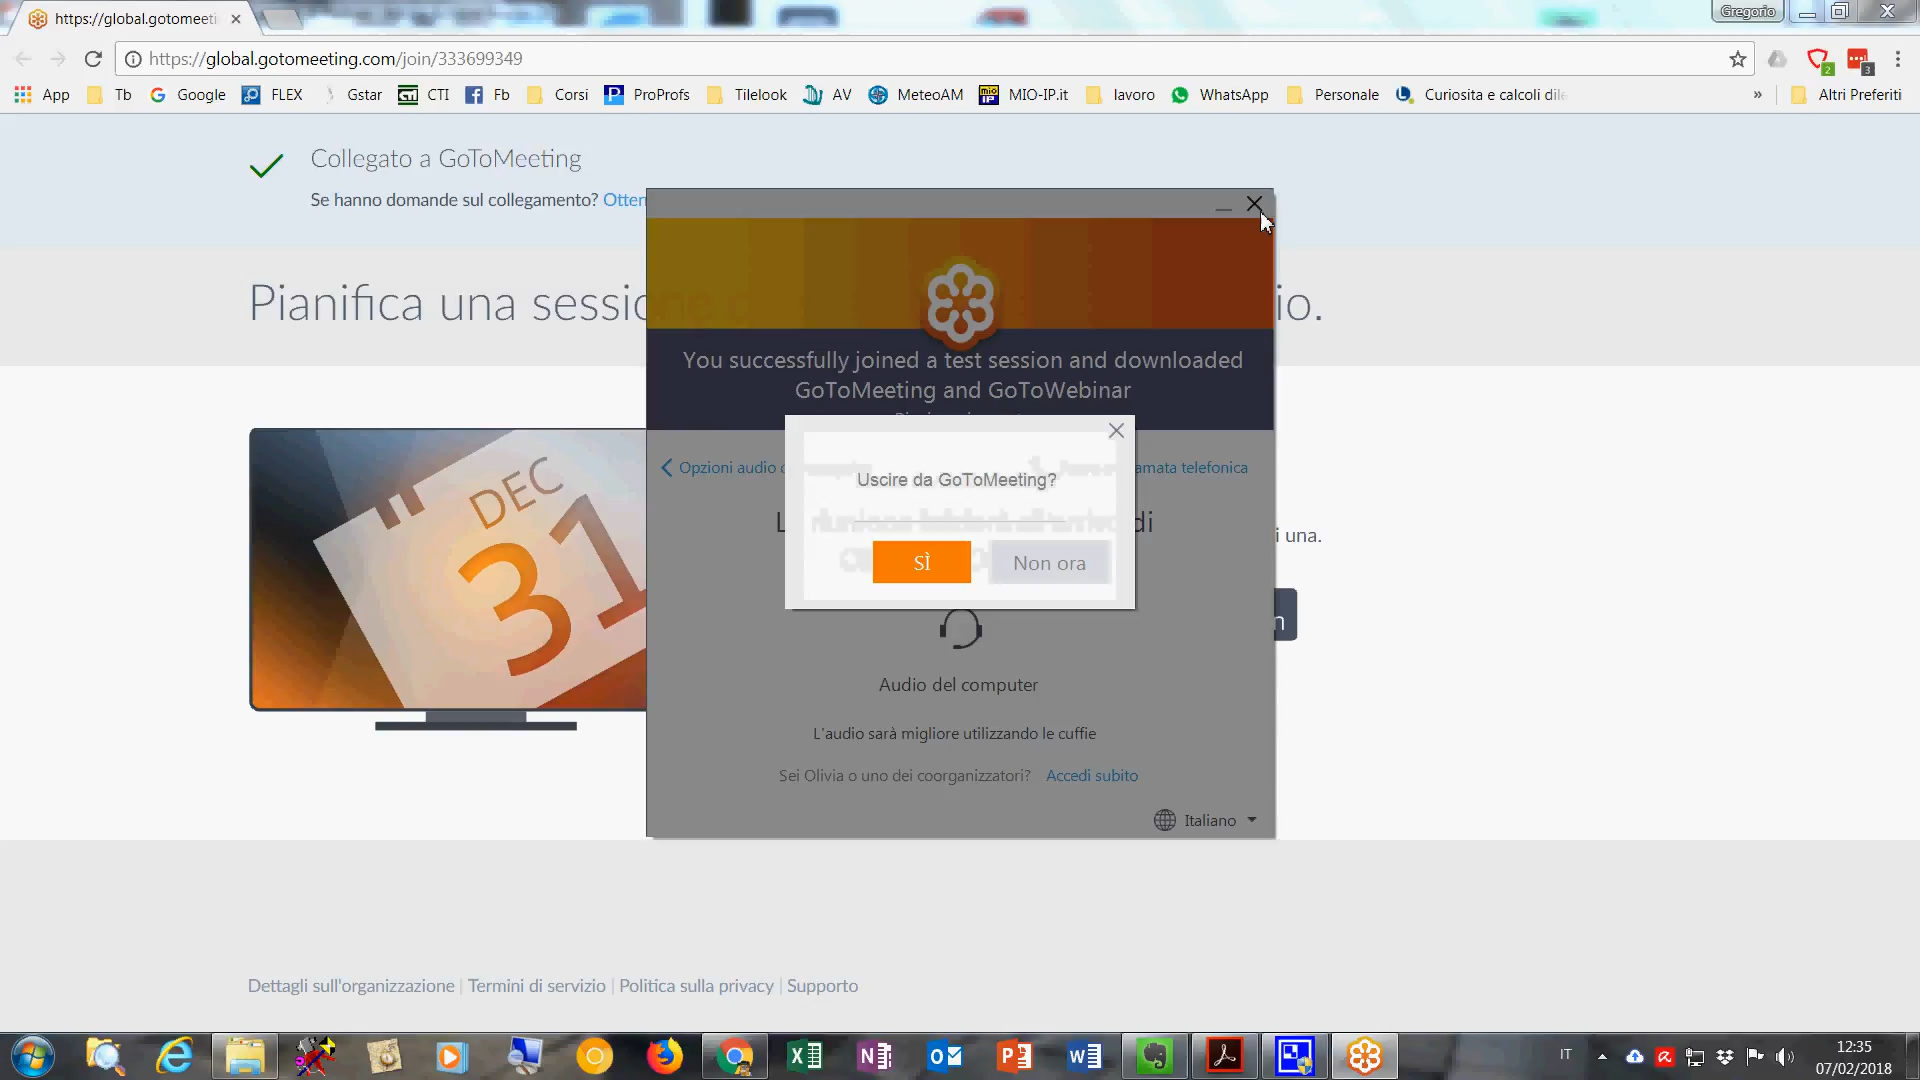 https://global.gotomeeti
Gregorio
https://global.gotomeeting.com/join/333699349
App Tb Google FLEX Gstar CTI Fb Corsi ProProfs Tilelook AV MeteoAM MIO-IP.it lavoro WhatsApp Personale Curiosita e calcoli dile » Altri Preferiti
Collegato a GoToMeeting
Se hanno domande sul collegamento? Otten
Pianifica una sessione
io.
You successfully joined a test session and downloaded
GoToMeeting and GoToWebinar
Opzioni audio
amata telefonica
Uscire da GoToMeeting?
L
di
SÌ Non ora
i una.
n
DEC
31
Audio del computer
L'audio sarà migliore utilizzando le cuffie
Sei Olivia o uno dei coorganizzatori? Accedi subito
Italiano
Dettagli sull'organizzazione | Termini di servizio | Politica sulla privacy | Supporto
IT
12:35
07/02/2018